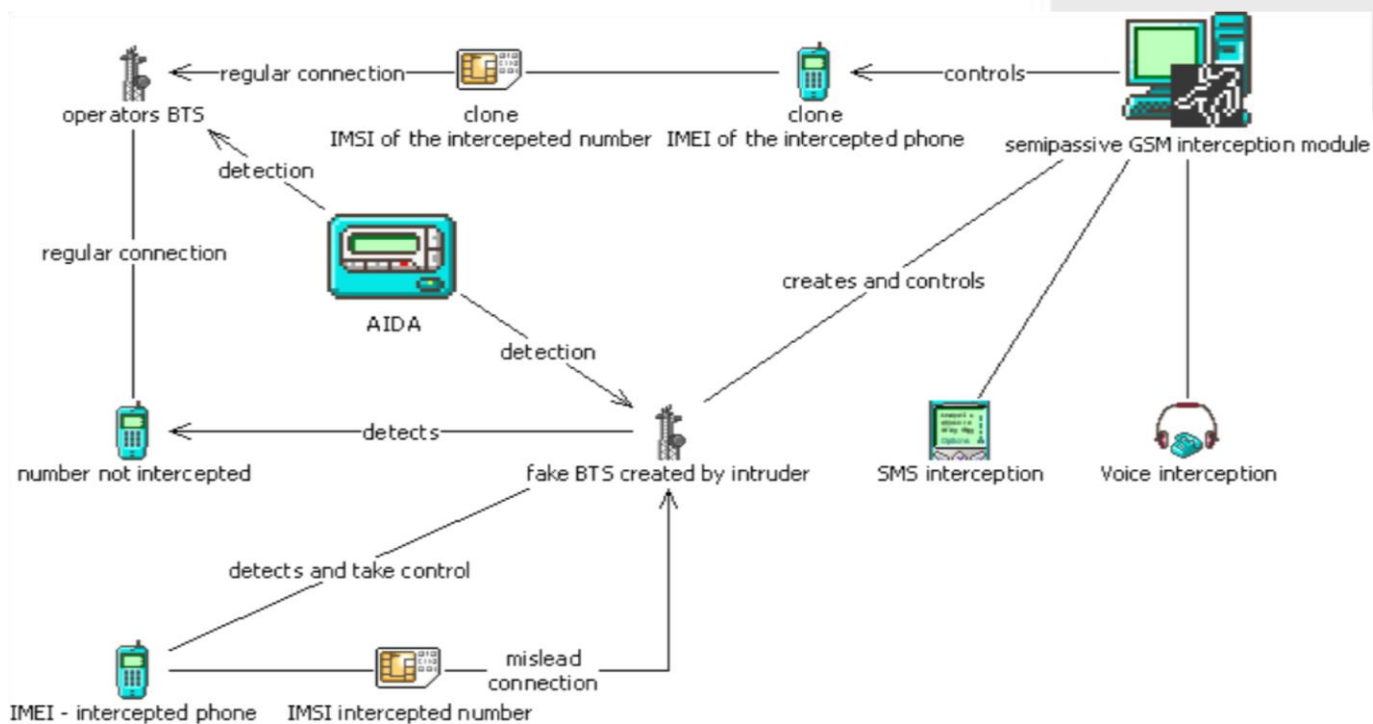 regular connection
controls
operators BTS
clone
clone
IMSI of the intercepeted number
IMEI of the intercepted phone
semipassive GSM interception module
detection
regular connection
creates and controls
AIDA
detection
detects
number not intercepted
fake BTS created by intruder
SMS interception
Voice interception
detects and take control
mislead
connection
IMEI - intercepted phone
IMSI intercepted number